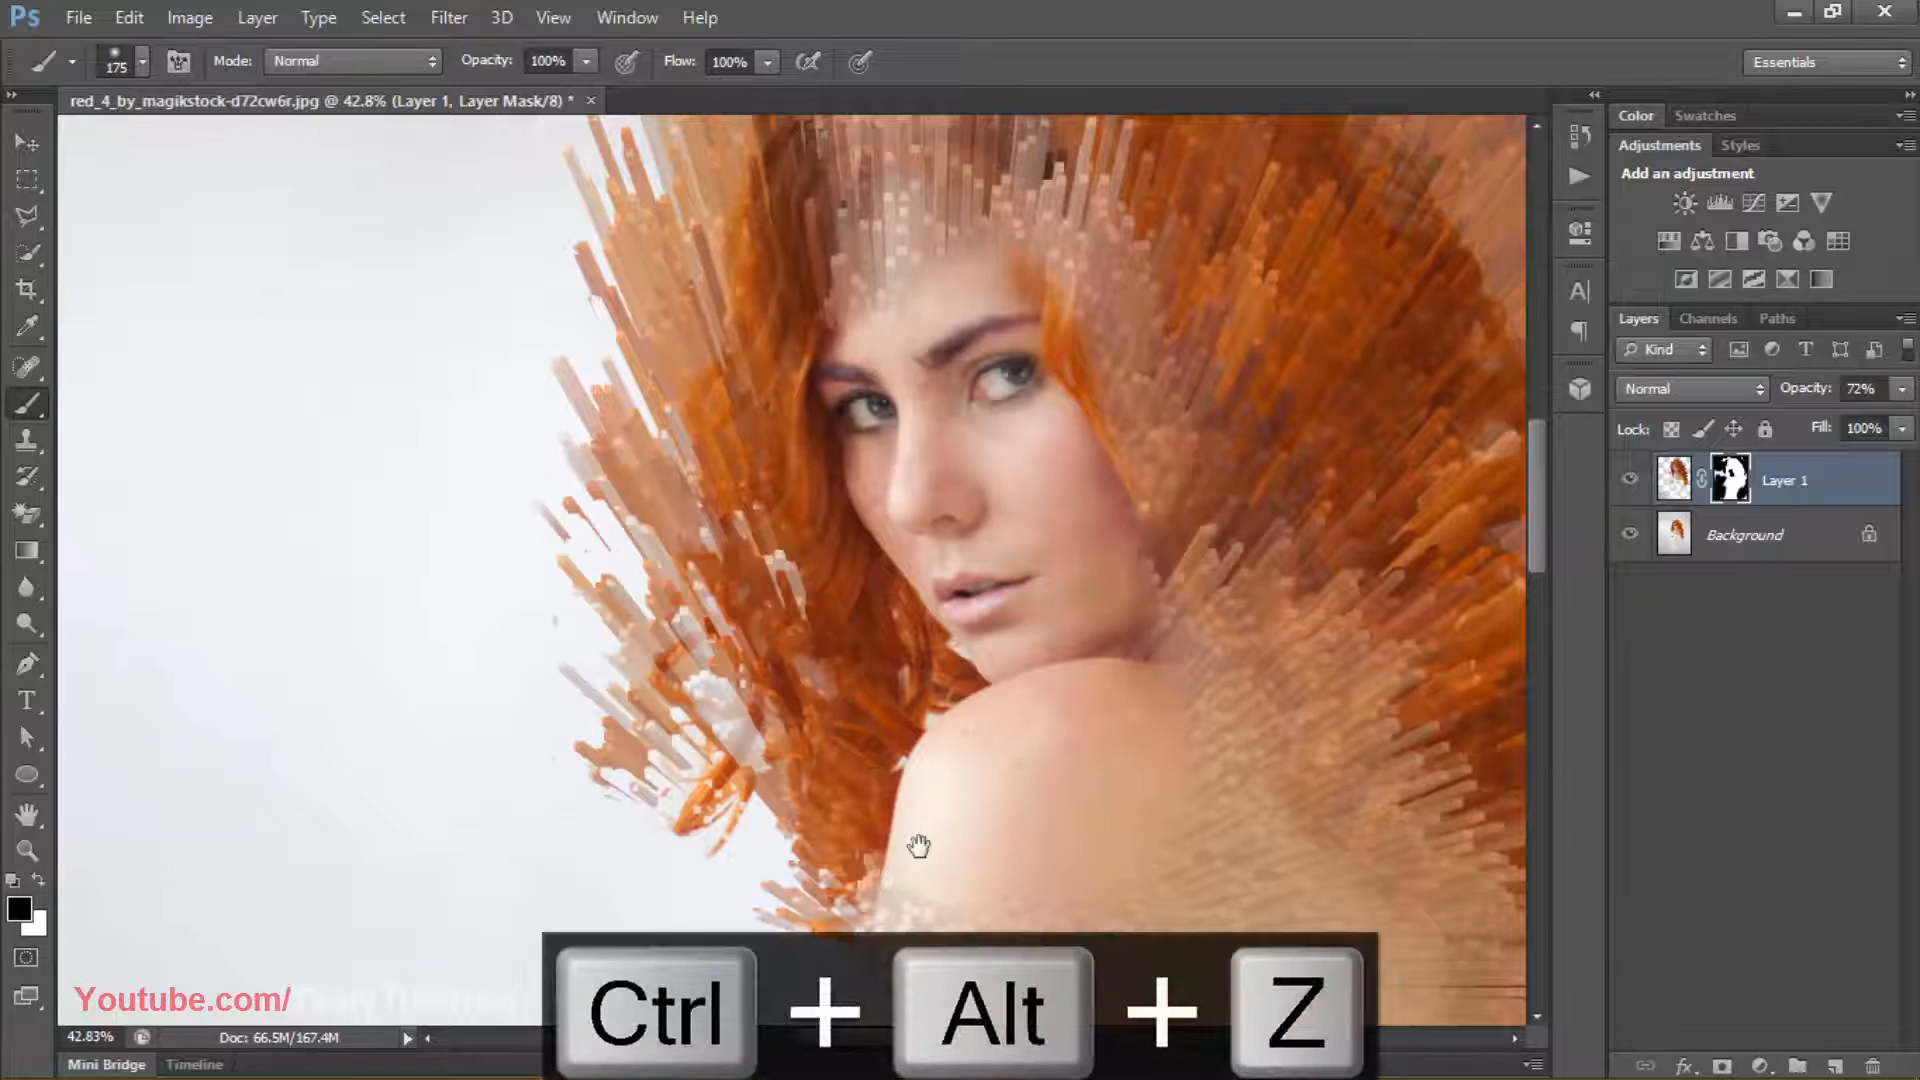 Ps File Edit Image Layer Type Select Filter 3D View Window Help
175 Mode: Normal Opacity: 100% Flow: 100% Essentials
red_4_by_magikstock-d72cw6r.jpg @ 42.8% (Layer 1, Layer Mask/8) * ×
Color Swatches
Adjustments Styles
Add an adjustment
Layers Channels Paths
Kind
Normal Opacity: 72%
Lock: Fill: 100%
Layer 1
Background
Ctrl + Alt + Z
Youtube.com/
42.83% Doc: 66.5M/167.4M
Mini Bridge Timeline